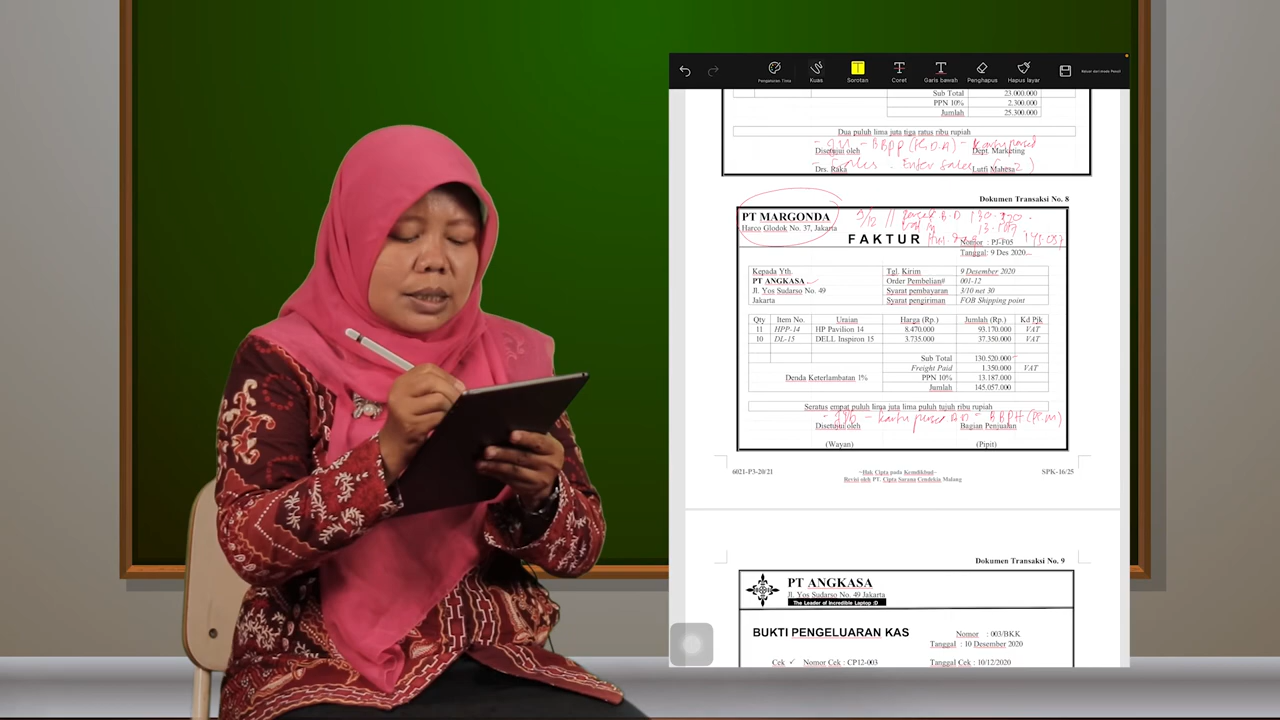 Pengaturan Tinta
Kuas
Sorotan
Coret
Garis bawah
Penghapus
Hapus layar
Sub Total 23.000.000
PPN 10% 2.300.000
Jumlah 25.300.000
Dua puluh lima juta tiga ratus ribu rupiah
Disetujui oleh Dept. Marketing
Drs. Raka Lutfi Mahesa
Dokumen Transaksi No. 8
PT MARGONDA
Harco Glodok No. 37, Jakarta
FAKTUR
Nomor : PJ-F05
Tanggal: 9 Des 2020
Kepada Yth. Tgl. Kirim 9 Desember 2020
PT ANGKASA Order Pembelian# 001-12
Jl. Yos Sudarso No. 49 Syarat pembayaran 3/10 net 30
Jakarta Syarat pengiriman FOB Shipping point
Qty Item No. Uraian Harga (Rp.) Jumlah (Rp.) Kd Pjk
11 HPP-14 HP Pavilion 14 8.470.000 93.170.000 VAT
10 DL-15 DELL Inspiron 15 3.735.000 37.350.000 VAT
Sub Total 130.520.000
Freight Paid 1.350.000 VAT
Denda Keterlambatan 1% PPN 10% 13.187.000
Jumlah 145.057.000
Seratus empat puluh lima juta lima puluh tujuh ribu rupiah
Disetujui oleh Bagian Penjualan
(Wayan) (Pipit)
6021-P3-20/21 ~Hak Cipta pada Kemdikbud~ SPK-16/25
Revisi oleh PT. Cipta Sarana Cendekia Malang
Dokumen Transaksi No. 9
PT ANGKASA
Jl. Yos Sudarso No. 49 Jakarta
The Leader of Incredible Laptop ID
BUKTI PENGELUARAN KAS
Nomor : 003/BKK
Tanggal : 10 Desember 2020
Cek ✓ Nomor Cek : CP12-003 Tanggal Cek : 10/12/2020